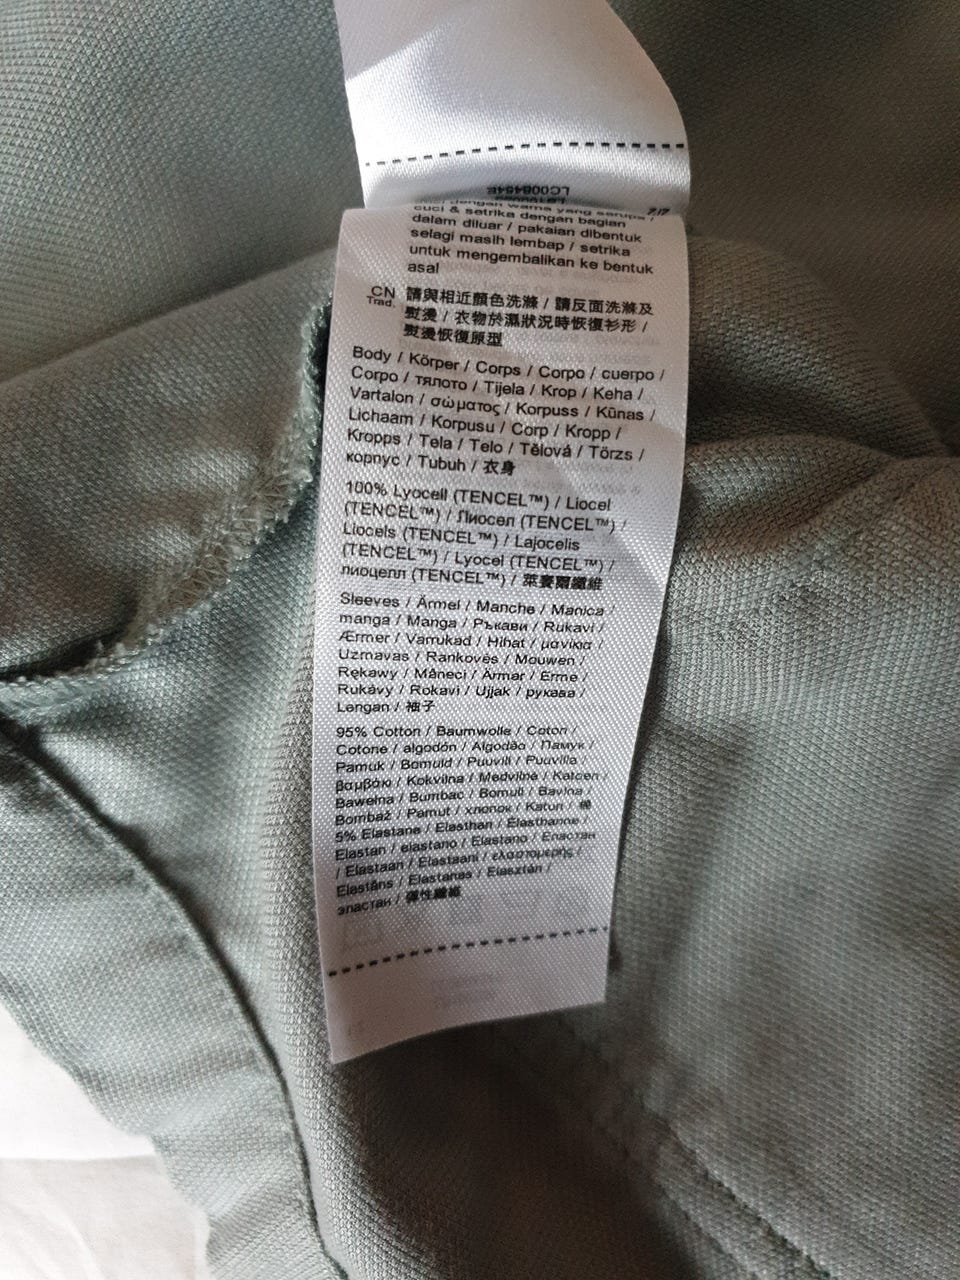 LC008454E
2/2
cuci & setrika dengan bagian
dalam diluar / pakaian dibentuk
selagi masih lembap / setrika
untuk mengembalikan ke bentuk
asal
CN Trad. 請與相近顏色洗滌 / 請反面洗滌及
熨燙 / 衣物於濕狀況時恢復衫形 /
熨燙恢復原型
Body / Körper / Corps / Corpo / cuerpo /
Corpo / тялото / Tijela / Krop / Keha /
Vartalon / σώματος / Korpuss / Kūnas /
Lichaam / Korpusu / Corp / Kropp /
Kropps / Tela / Telo / Tělová / Törzs /
корпус / Tubuh / 衣身
100% Lyocell (TENCEL™) / Liocel
(TENCEL™) / Лиосел (TENCEL™) /
Liocels (TENCEL™) / Lajocelis
(TENCEL™) / Lyocel (TENCEL™) /
лиоцелл (TENCEL™) / 萊賽爾纖維
Sleeves / Ärmel / Manche / Manica /
manga / Manga / Ръкави / Rukavi /
Ærmer / Varrukad / Hihat / μανίκια /
Uzmavas / Rankovės / Mouwen /
Rękawy / Mâneci / Ärmar / Erme /
Rukávy / Rokavi / Ujjak / рукава /
Lengan / 袖子
95% Cotton / Baumwolle / Coton /
Cotone / algodón / Algodão / Памук /
Pamuk / Bomuld / Puuvill / Puuvilla
βαμβάκι / Kokvilna / Medvilnė / Katoen /
Bawełna / Bumbac / Bomull / Bavlna /
Bombaž / Pamut / хлопок / Katun / 棉
5% Elastane / Elasthan / Elasthanne /
Elastan / elastano / Elastano / Еластан
/ Elastaan / Elastaani / ελαστομερής /
Elastāns / Elastanas / Elasztán /
эластан / 彈性纖維